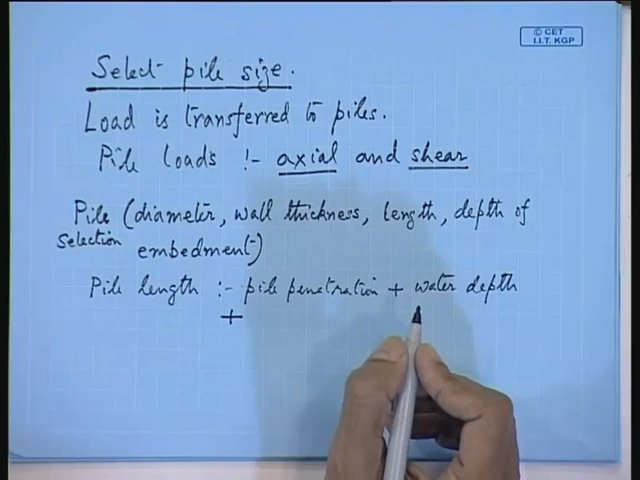 © CET
I.I.T. KGP
Select pile size.
Load is transferred to piles.
Pile loads :- axial and shear
Pile (diameter, wall thickness, length, depth of
Selection embedment)
Pile length :- pile penetration + water depth
+